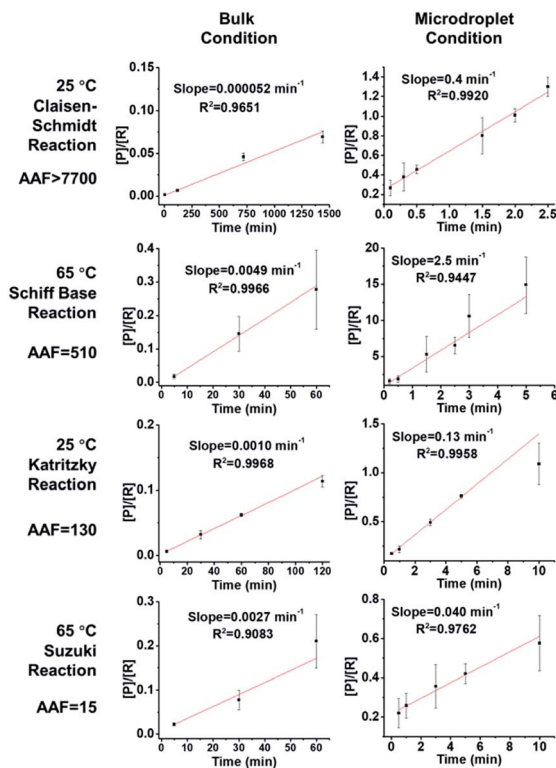 Bulk
Condition
Microdroplet
Condition
25 °C
Claisen-
Schmidt
Reaction
AAF>7700
[P]/[R]
0.15
0.10
0.05
0.00
Slope=0.000052 min⁻¹
R²=0.9651
0 250 500 750 1000 1250 1500
Time (min)
[P]/[R]
1.4
1.2
1.0
0.8
0.6
0.4
0.2
Slope=0.4 min⁻¹
R²=0.9920
0.0 0.5 1.0 1.5 2.0 2.5
Time (min)
65 °C
Schiff Base
Reaction
AAF=510
[P]/[R]
0.4
0.3
0.2
0.1
0.0
Slope=0.0049 min⁻¹
R²=0.9966
0 10 20 30 40 50 60
Time (min)
[P]/[R]
20
15
10
5
Slope=2.5 min⁻¹
R²=0.9447
0 1 2 3 4 5 6
Time (min)
25 °C
Katritzky
Reaction
AAF=130
[P]/[R]
0.2
0.1
0.0
Slope=0.0010 min⁻¹
R²=0.9968
0 20 40 60 80 100 120
Time (min)
[P]/[R]
1.5
1.0
0.5
Slope=0.13 min⁻¹
R²=0.9958
0 2 4 6 8 10
Time (min)
65 °C
Suzuki
Reaction
AAF=15
[P]/[R]
0.3
0.2
0.1
0.0
Slope=0.0027 min⁻¹
R²=0.9083
0 10 20 30 40 50 60
Time (min)
[P]/[R]
0.8
0.6
0.4
0.2
Slope=0.040 min⁻¹
R²=0.9762
0 2 4 6 8 10
Time (min)